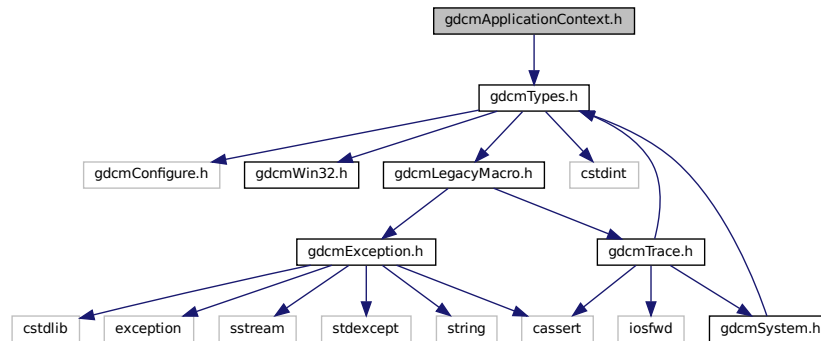 gdcmApplicationContext.h
gdcmTypes.h
gdcmConfigure.h
gdcmWin32.h
gdcmLegacyMacro.h
cstdint
gdcmException.h
gdcmTrace.h
cstdlib
exception
sstream
stdexcept
string
cassert
iosfwd
gdcmSystem.h